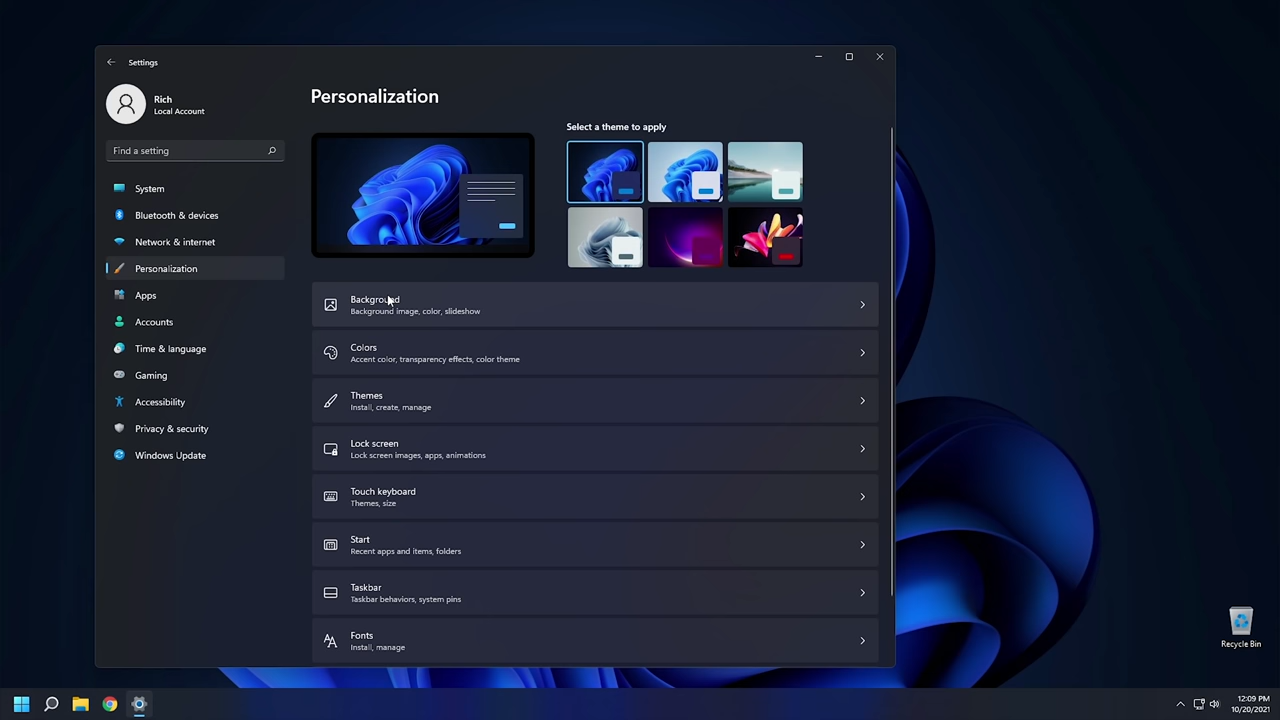 Settings
Rich
Local Account
Find a setting
System
Bluetooth & devices
Network & internet
Personalization
Apps
Accounts
Time & language
Gaming
Accessibility
Privacy & security
Windows Update
Personalization
Select a theme to apply
Background
Background image, color, slideshow
Colors
Accent color, transparency effects, color theme
Themes
Install, create, manage
Lock screen
Lock screen images, apps, animations
Touch keyboard
Themes, size
Start
Recent apps and items, folders
Taskbar
Taskbar behaviors, system pins
Fonts
Install, manage
Recycle Bin
12:09 PM
10/20/2021